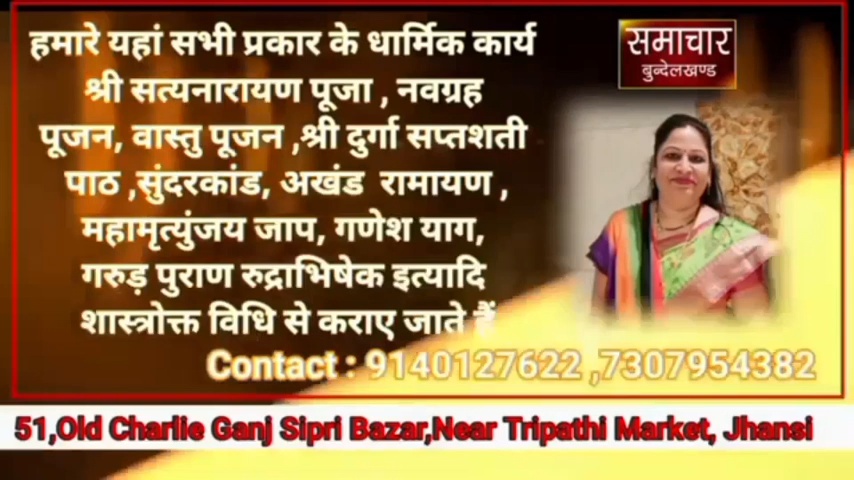 हमारे यहां सभी प्रकार के धार्मिक कार्य
श्री सत्यनारायण पूजा , नवग्रह
पूजन, वास्तु पूजन ,श्री दुर्गा सप्तशती
पाठ ,सुंदरकांड, अखंड रामायण ,
महामृत्युंजय जाप, गणेश याग,
गरुड़ पुराण रुद्राभिषेक इत्यादि
शास्त्रोक्त विधि से कराए जाते हैं
समाचार
बुन्देलखण्ड
Contact : 9140127622 ,7307954382
51,Old Charlie Ganj Sipri Bazar,Near Tripathi Market, Jhansi